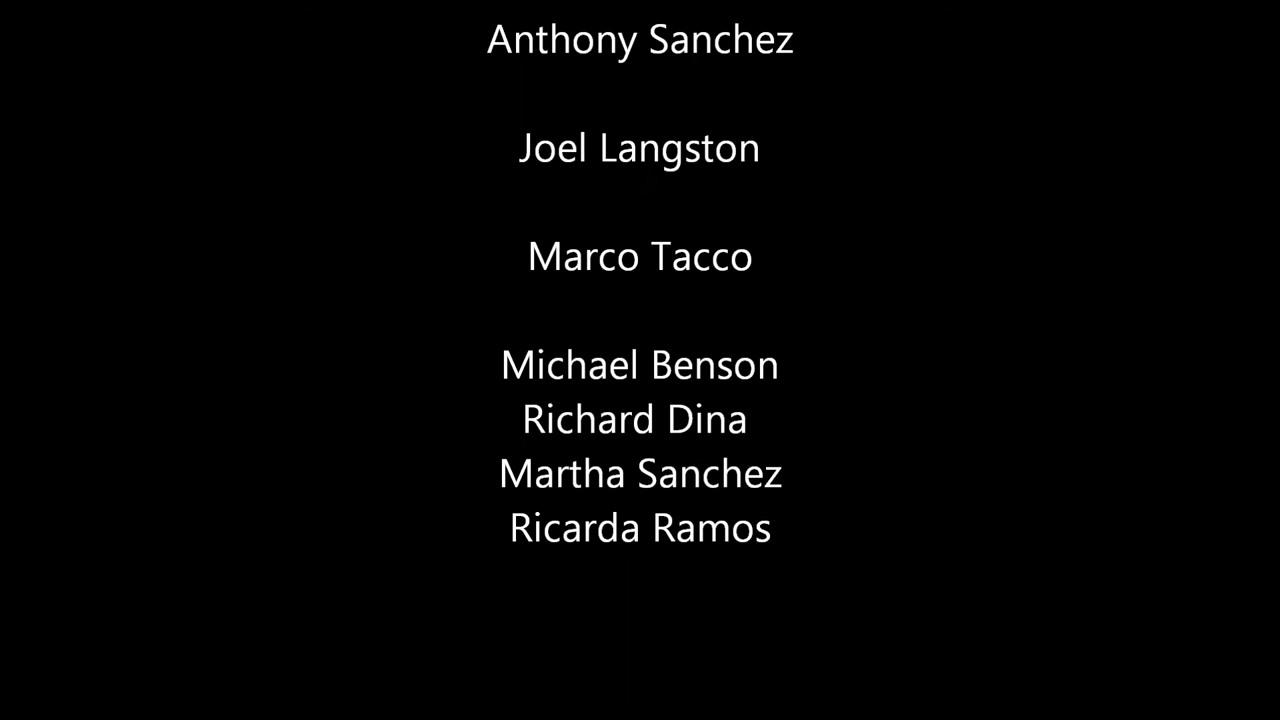 Anthony Sanchez
Joel Langston
Marco Tacco
Michael Benson
Richard Dina
Martha Sanchez
Ricarda Ramos